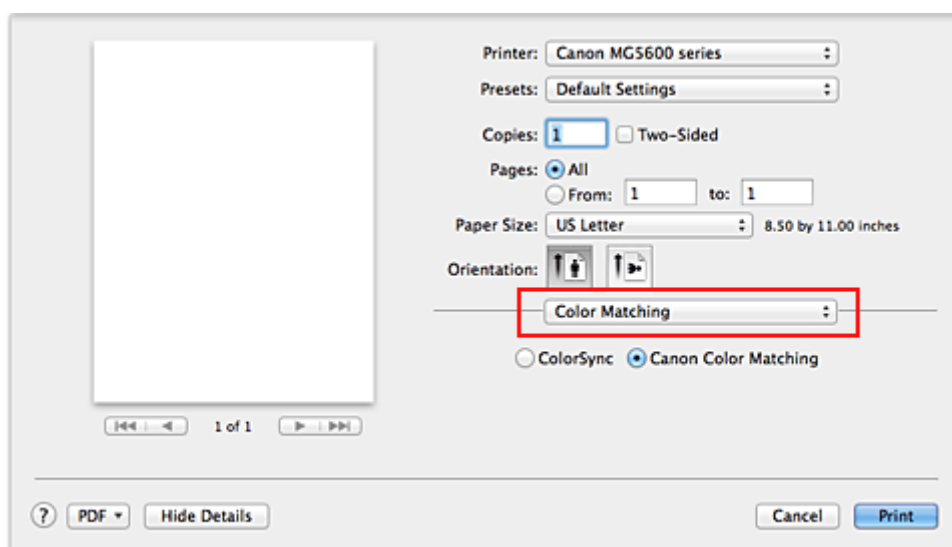 Printer: Canon MG5600 series
Presets: Default Settings
Copies: 1 Two-Sided
Pages: All
From: 1 to: 1
Paper Size: US Letter 8.50 by 11.00 inches
Orientation:
Color Matching
ColorSync Canon Color Matching
1 of 1
? PDF Hide Details Cancel Print